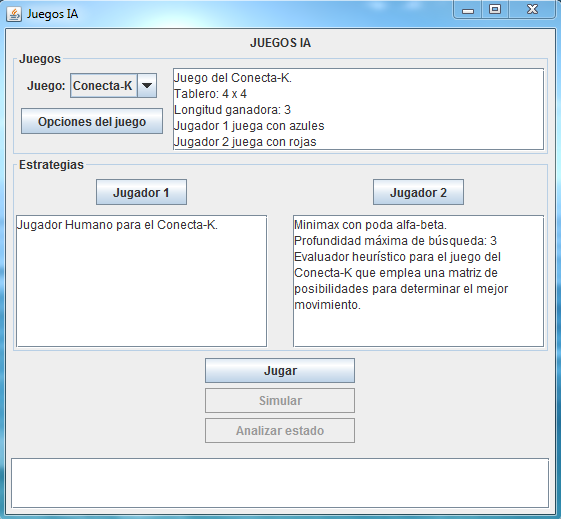 Juegos IA
JUEGOS IA
Juegos
Juego: Conecta-K
Opciones del juego
Juego del Conecta-K.
Tablero: 4 x 4
Longitud ganadora: 3
Jugador 1 juega con azules
Jugador 2 juega con rojas
Estrategias
Jugador 1
Jugador Humano para el Conecta-K.
Jugador 2
Minimax con poda alfa-beta.
Profundidad máxima de búsqueda: 3
Evaluador heurístico para el juego del
Conecta-K que emplea una matriz de
posibilidades para determinar el mejor
movimiento.
Jugar
Simular
Analizar estado